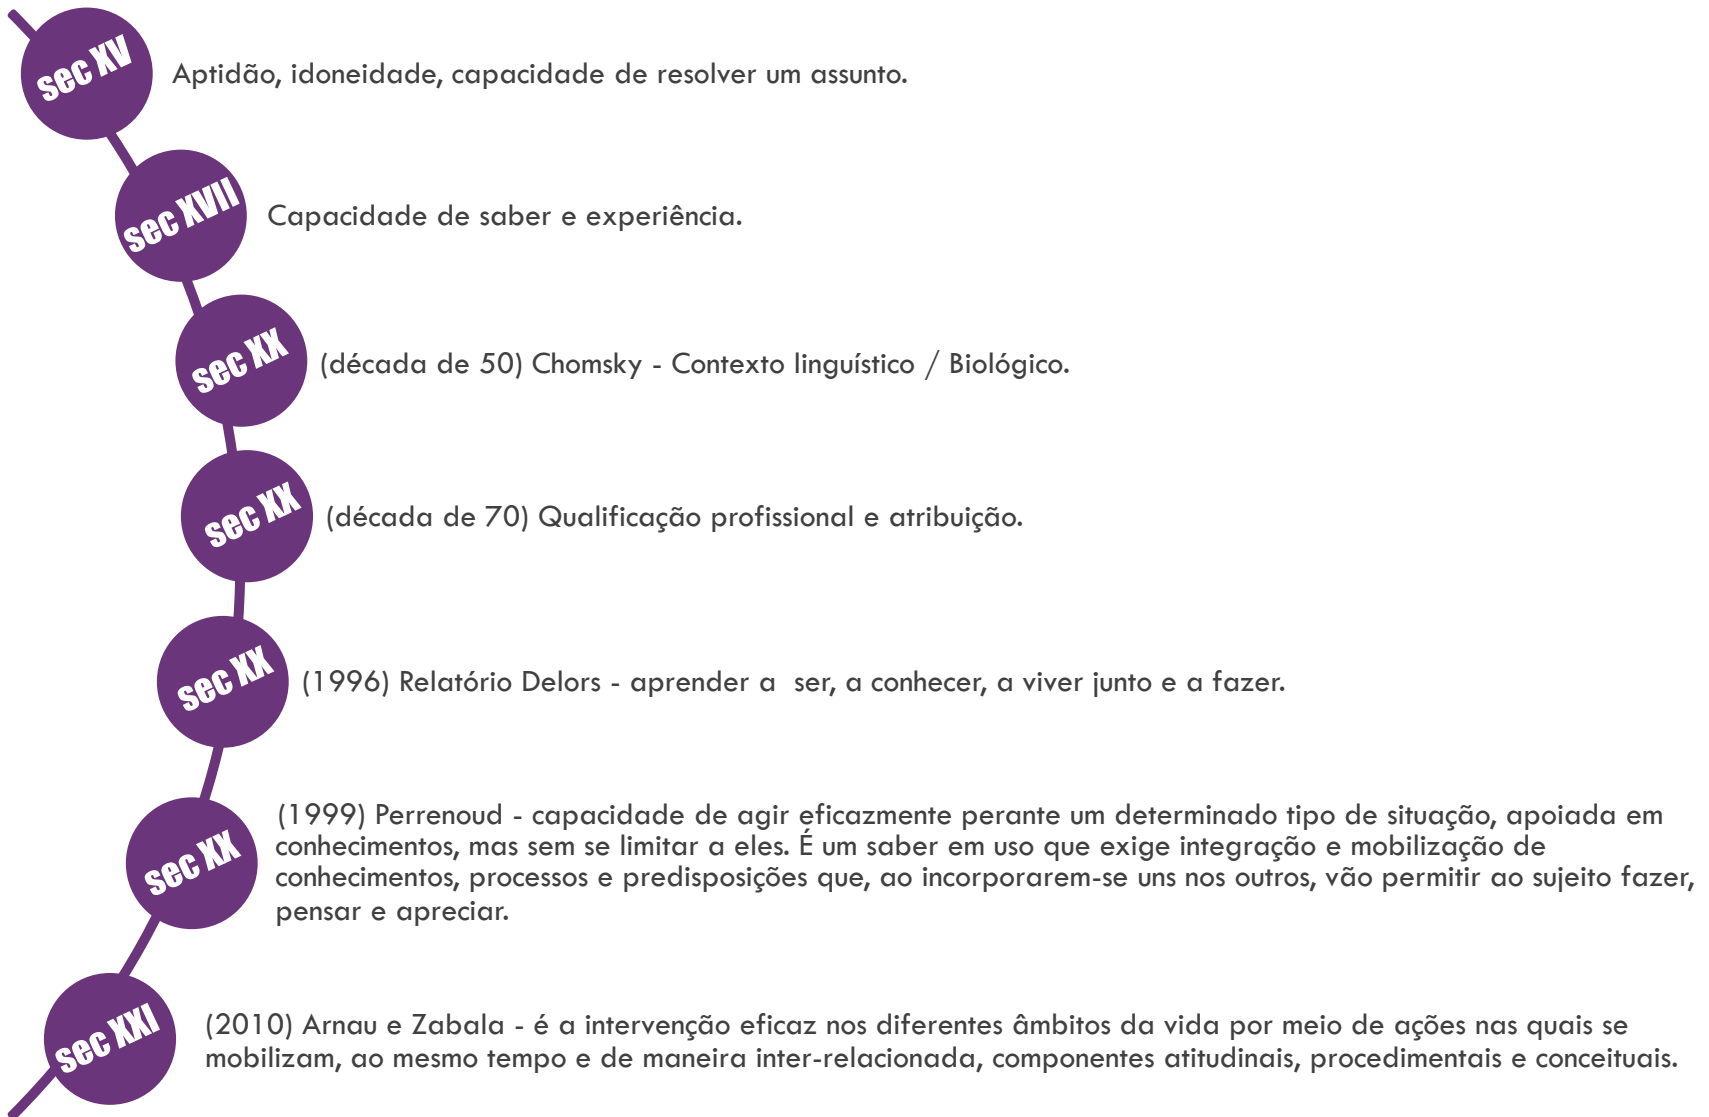 sec XV
Aptidão, idoneidade, capacidade de resolver um assunto.
sec XVII
Capacidade de saber e experiência.
sec XX
(década de 50) Chomsky - Contexto linguístico / Biológico.
sec XX
(década de 70) Qualificação profissional e atribuição.
sec XX
(1996) Relatório Delors - aprender a  ser, a conhecer, a viver junto e a fazer.
sec XX
(1999) Perrenoud - capacidade de agir eficazmente perante um determinado tipo de situação, apoiada em
conhecimentos, mas sem se limitar a eles. É um saber em uso que exige integração e mobilização de
conhecimentos, processos e predisposições que, ao incorporarem-se uns nos outros, vão permitir ao sujeito fazer,
pensar e apreciar.
sec XXI
(2010) Arnau e Zabala - é a intervenção eficaz nos diferentes âmbitos da vida por meio de ações nas quais se
mobilizam, ao mesmo tempo e de maneira inter-relacionada, componentes atitudinais, procedimentais e conceituais.